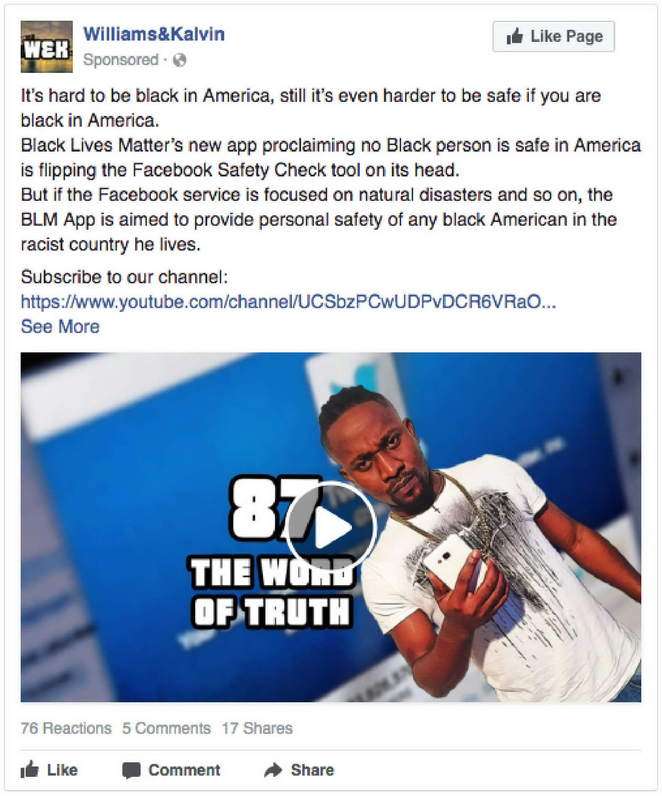 W&K
Williams&Kalvin
Like Page
Sponsored ·
It's hard to be black in America, still it's even harder to be safe if you are
black in America.
Black Lives Matter's new app proclaiming no Black person is safe in America
is flipping the Facebook Safety Check tool on its head.
But if the Facebook service is focused on natural disasters and so on, the
BLM App is aimed to provide personal safety of any black American in the
racist country he lives.
Subscribe to our channel:
https://www.youtube.com/channel/UCSbzPCwUDPvDCR6VRaO...
See More
87
THE WORD
OF TRUTH
76 Reactions 5 Comments 17 Shares
Like Comment Share